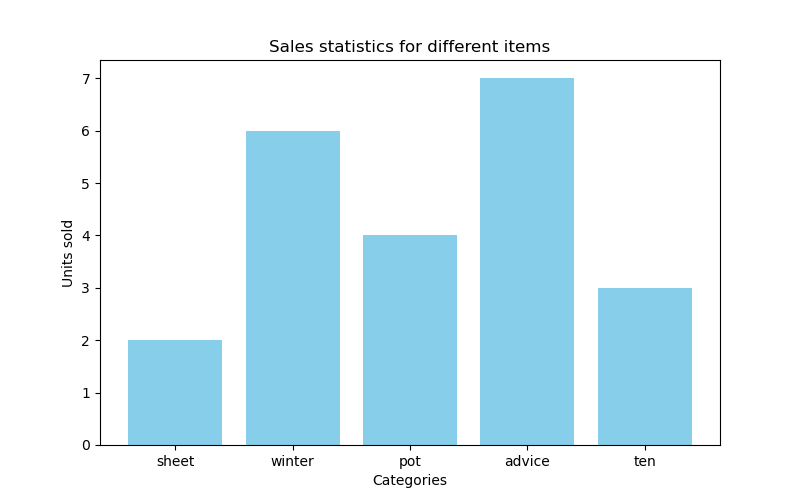 Sales statistics for different items
Units sold
7
6
5
4
3
2
1
0
sheet winter pot advice ten
Categories